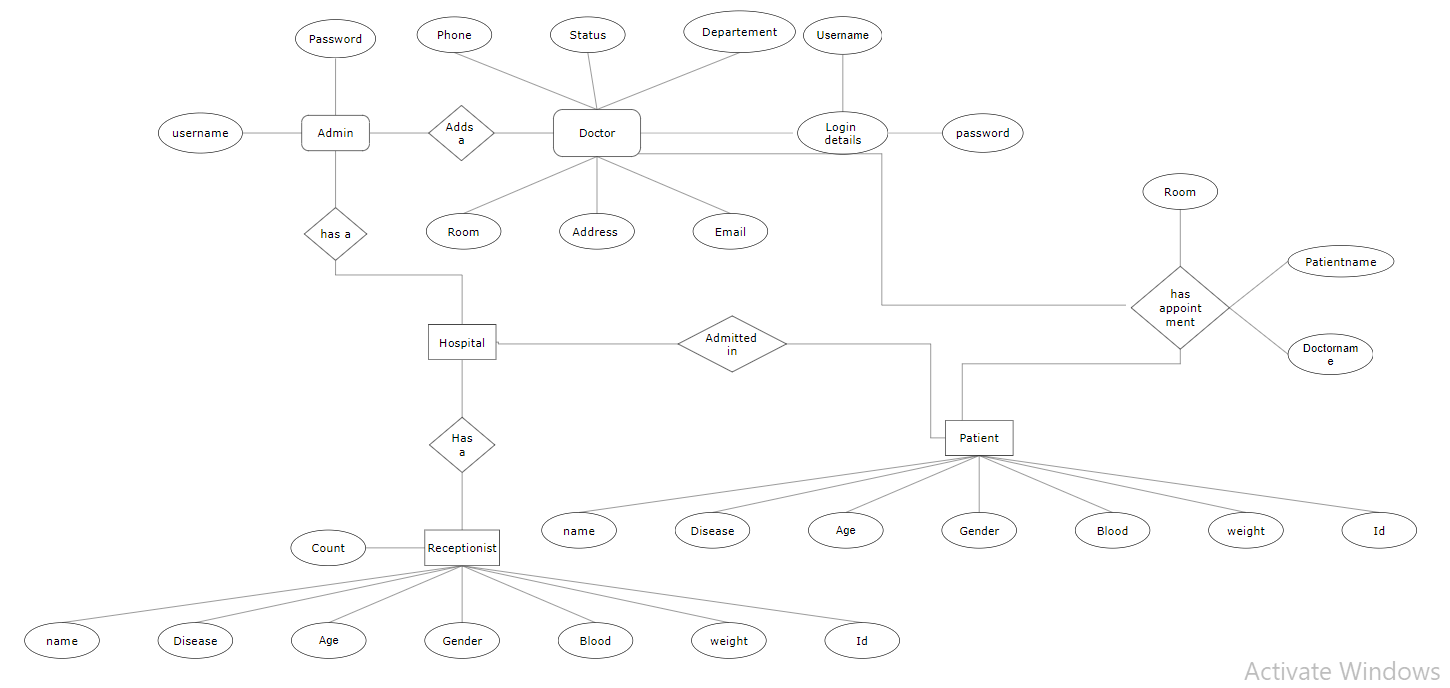 Password
Phone
Status
Departement
Username
username
Admin
Adds
a
Doctor
Login
details
password
Room
has a
Room
Address
Email
Patientname
has
appoint
ment
Hospital
Admitted
in
Doctornam
e
Has
a
Patient
name
Disease
Age
Gender
Blood
weight
Id
Count
Receptionist
name
Disease
Age
Gender
Blood
weight
Id
Activate Windows